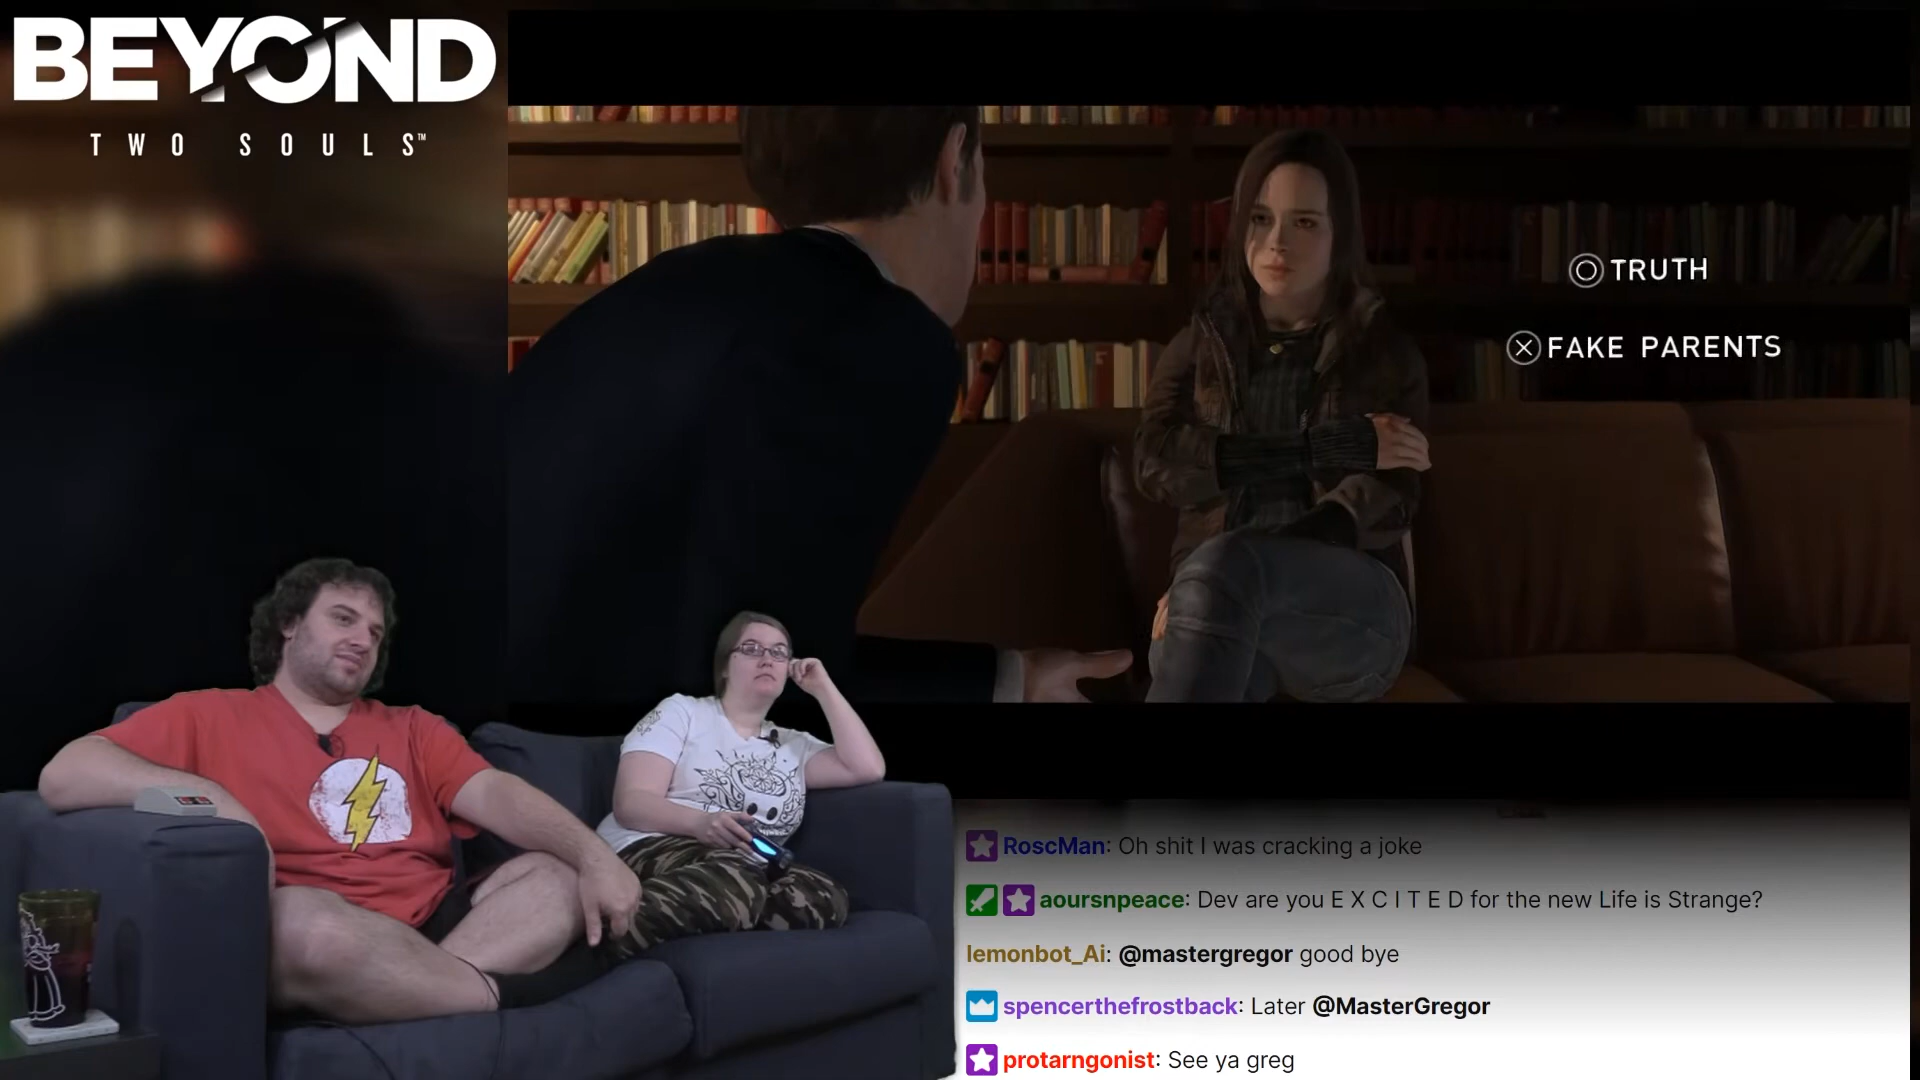 BEYOND
TWO SOULS™
TRUTH
FAKE PARENTS
RoscMan: Oh shit I was cracking a joke
aoursnpeace: Dev are you E X C I T E D for the new Life is Strange?
lemonbot_Ai: @mastergregor good bye
spencerthefrostback: Later @MasterGregor
protarngonist: See ya greg